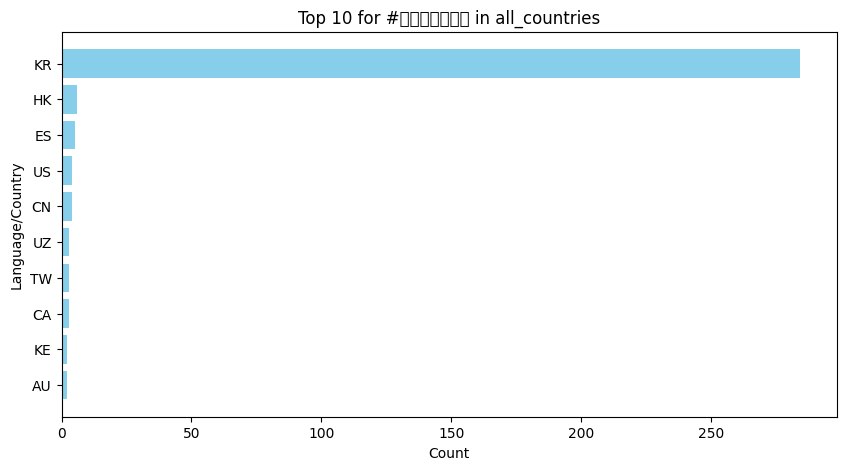 Top 10 for # in all_countries
KR
HK
ES
US
CN
UZ
TW
CA
KE
AU
Language/Country
0 50 100 150 200 250
Count